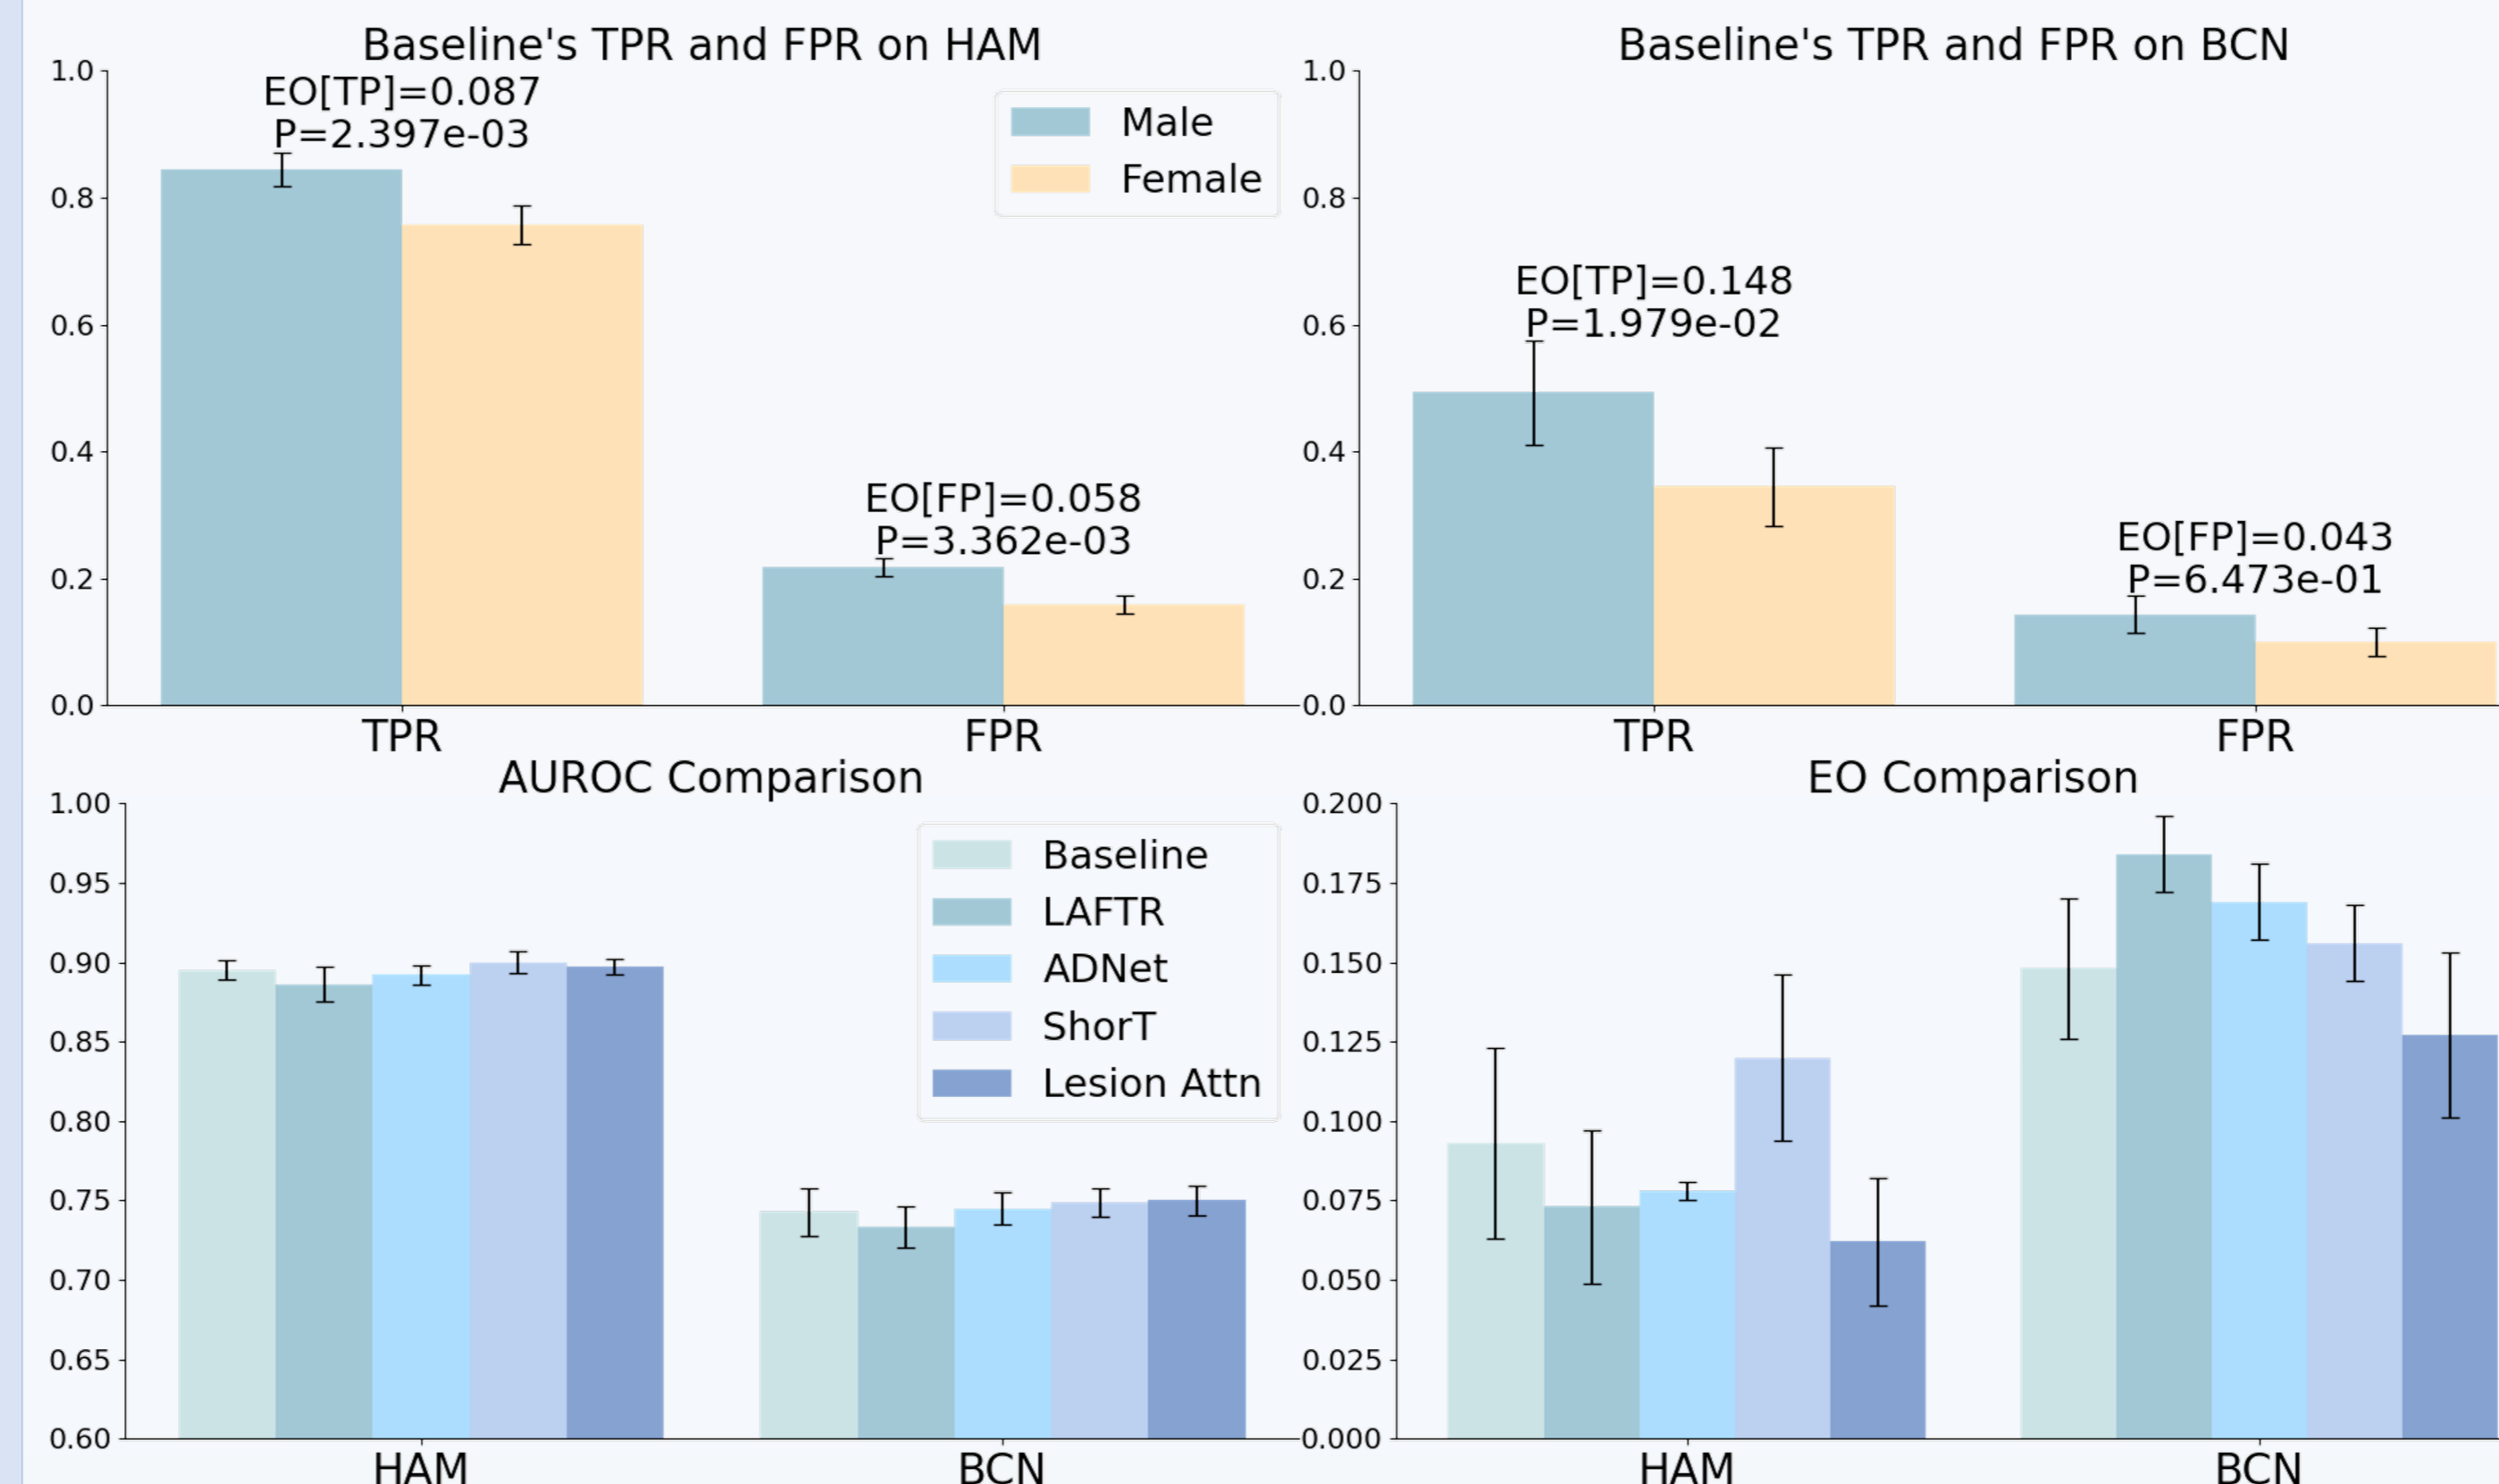 Baseline's TPR and FPR on HAM
1.0
0.8
0.6
0.4
0.2
0.0
EO[TP]=0.087
P=2.397e-03
Male
Female
EO[FP]=0.058
P=3.362e-03
TPR
FPR
Baseline's TPR and FPR on BCN
1.0
0.8
0.6
0.4
0.2
0.0
EO[TP]=0.148
P=1.979e-02
EO[FP]=0.043
P=6.473e-01
TPR
FPR
AUROC Comparison
1.00
0.95
0.90
0.85
0.80
0.75
0.70
0.65
0.60
Baseline
LAFTR
ADNet
ShorT
Lesion Attn
HAM
BCN
EO Comparison
0.200
0.175
0.150
0.125
0.100
0.075
0.050
0.025
0.000
HAM
BCN